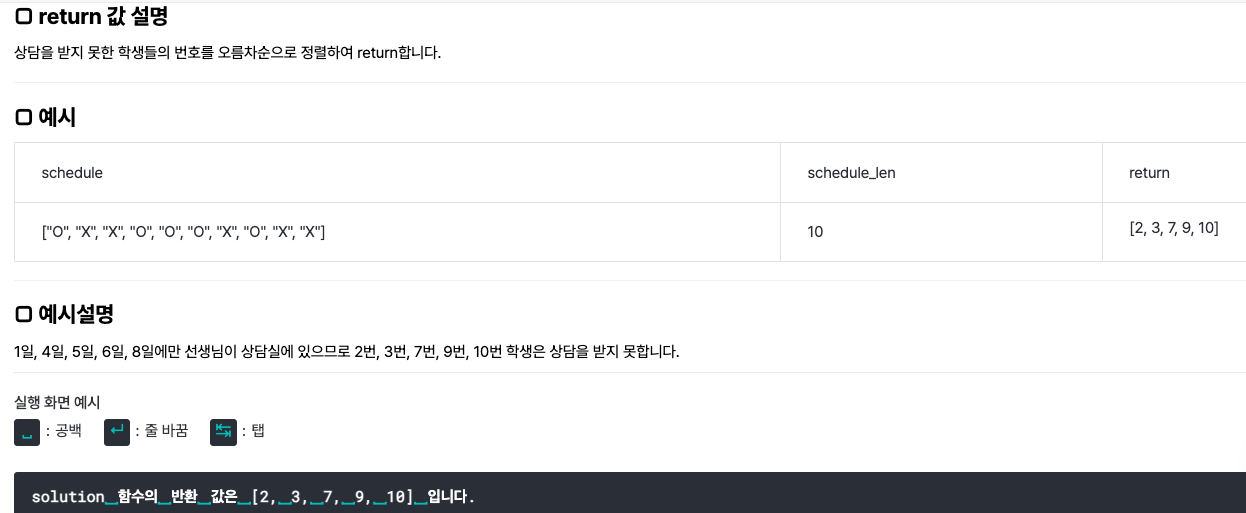 return 값 설명
상담을 받지 못한 학생들의 번호를 오름차순으로 정렬하여 return합니다.
예시
schedule schedule_len return
["O", "X", "X", "O", "O", "O", "X", "O", "X", "X"] 10 [2, 3, 7, 9, 10]
예시설명
1일, 4일, 5일, 6일, 8일에만 선생님이 상담실에 있으므로 2번, 3번, 7번, 9번, 10번 학생은 상담을 받지 못합니다.
실행 화면 예시
␣ : 공백 ↵ : 줄 바꿈 ↹ : 탭
solution␣함수의␣반환␣값은␣[2,␣3,␣7,␣9,␣10]␣입니다.